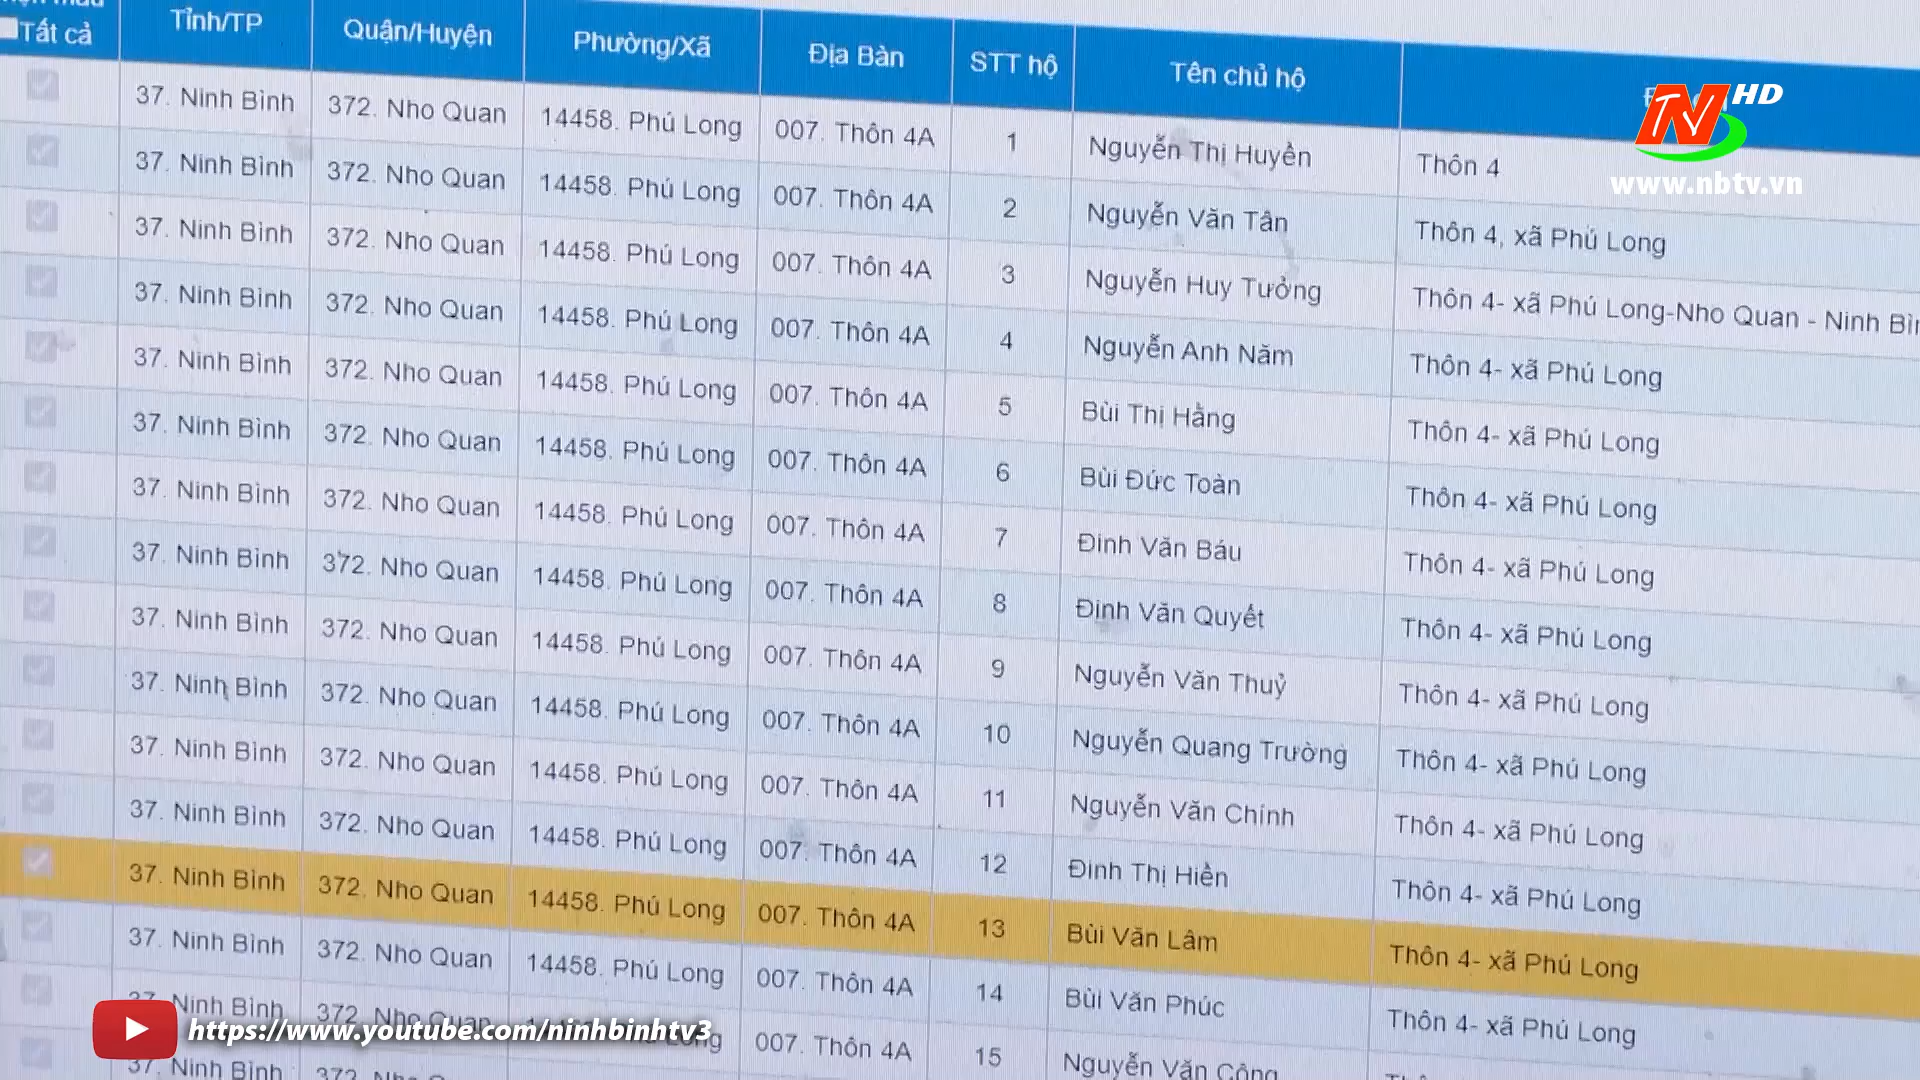 Tất cả Tỉnh/TP Quận/Huyện Phường/Xã Địa Bàn STT hộ Tên chủ hộ
37. Ninh Bình 372. Nho Quan 14458. Phú Long 007. Thôn 4A 1 Nguyễn Thị Huyền Thôn 4
37. Ninh Bình 372. Nho Quan 14458. Phú Long 007. Thôn 4A 2 Nguyễn Văn Tân Thôn 4, xã Phú Long
37. Ninh Bình 372. Nho Quan 14458. Phú Long 007. Thôn 4A 3 Nguyễn Huy Tưởng Thôn 4- xã Phú Long-Nho Quan - Ninh
37. Ninh Bình 372. Nho Quan 14458. Phú Long 007. Thôn 4A 4 Nguyễn Anh Năm Thôn 4- xã Phú Long
37. Ninh Bình 372. Nho Quan 14458. Phú Long 007. Thôn 4A 5 Bùi Thị Hằng Thôn 4- xã Phú Long
37. Ninh Bình 372. Nho Quan 14458. Phú Long 007. Thôn 4A 6 Bùi Đức Toàn Thôn 4- xã Phú Long
37. Ninh Bình 372. Nho Quan 14458. Phú Long 007. Thôn 4A 7 Đinh Văn Báu Thôn 4- xã Phú Long
37. Ninh Bình 372. Nho Quan 14458. Phú Long 007. Thôn 4A 8 Đinh Văn Quyết Thôn 4- xã Phú Long
37. Ninh Bình 372. Nho Quan 14458. Phú Long 007. Thôn 4A 9 Nguyễn Văn Thuỷ Thôn 4- xã Phú Long
37. Ninh Bình 372. Nho Quan 14458. Phú Long 007. Thôn 4A 10 Nguyễn Quang Trường Thôn 4- xã Phú Long
37. Ninh Bình 372. Nho Quan 14458. Phú Long 007. Thôn 4A 11 Nguyễn Văn Chính Thôn 4- xã Phú Long
37. Ninh Bình 372. Nho Quan 14458. Phú Long 007. Thôn 4A 12 Đinh Thị Hiền Thôn 4- xã Phú Long
37. Ninh Bình 372. Nho Quan 14458. Phú Long 007. Thôn 4A 13 Bùi Văn Lâm Thôn 4- xã Phú Long
37. Ninh Bình 372. Nho Quan 14458. Phú Long 007. Thôn 4A 14 Bùi Văn Phúc Thôn 4- xã Phú Long
37. Ninh Bình 372. Nho Quan 007. Thôn 4A 15 Nguyễn Văn Công
37. Ninh Bình 372.
NTV HD
www.nbtv.vn
https://www.youtube.com/ninhbinhtv3